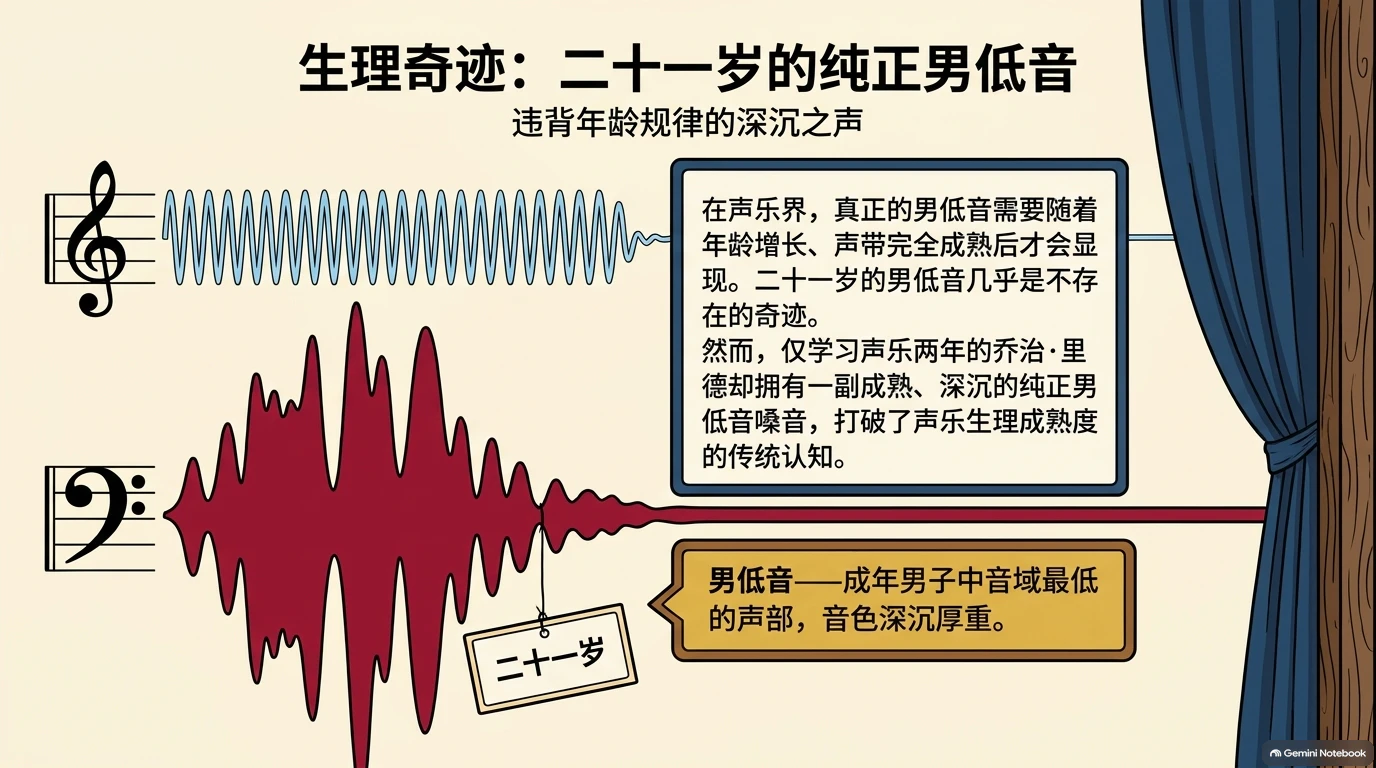 生理奇迹：二十一岁的纯正男低音
违背年龄规律的深沉之声
在声乐界，真正的男低音需要随着
年龄增长、声带完全成熟后才会显
现。二十一岁的男低音几乎是不存
在的奇迹。
然而，仅学习声乐两年的乔治·里
德却拥有一副成熟、深沉的纯正男
低音嗓音，打破了声乐生理成熟度
的传统认知。
男低音——成年男子中音域最低
的声部，音色深沉厚重。
二十一岁
Gemini Notebook